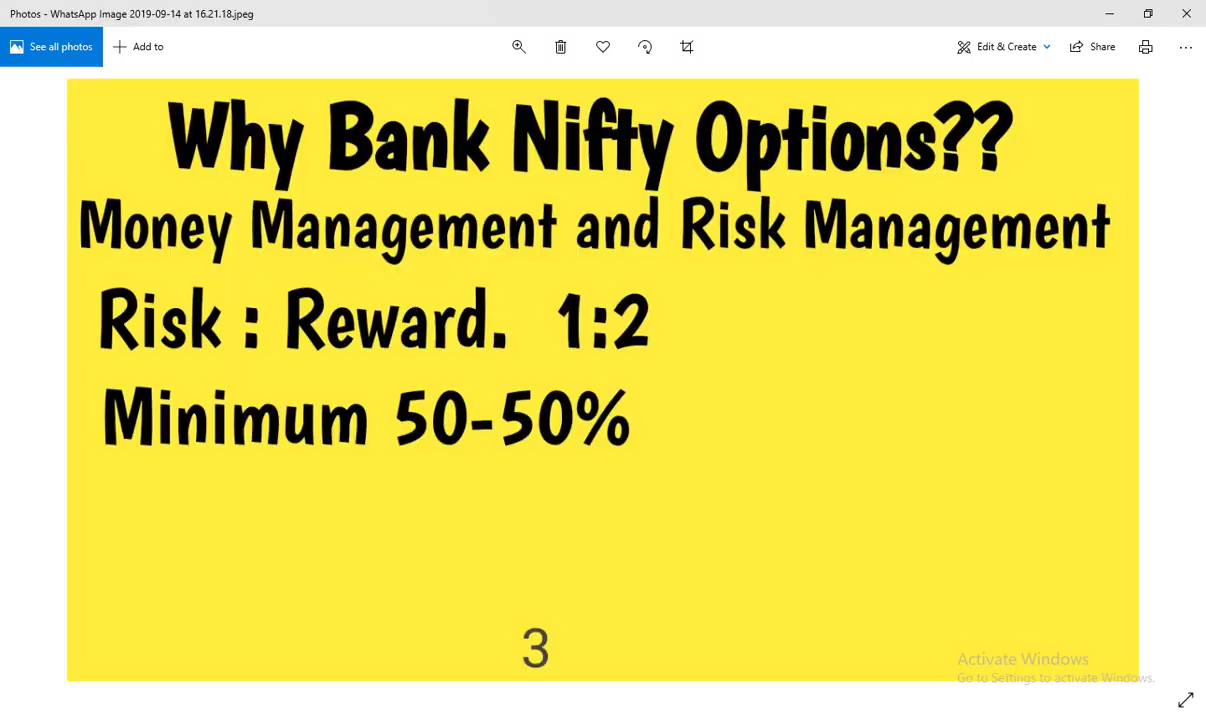 Photos - WhatsApp Image 2019-09-14 at 16.21.18.jpeg
See all photos
Add to
Edit & Create
Share
Why Bank Nifty Options??
Money Management and Risk Management
Risk : Reward. 1:2
Minimum 50-50%
3
Activate Windows
Go to Settings to activate Windows.